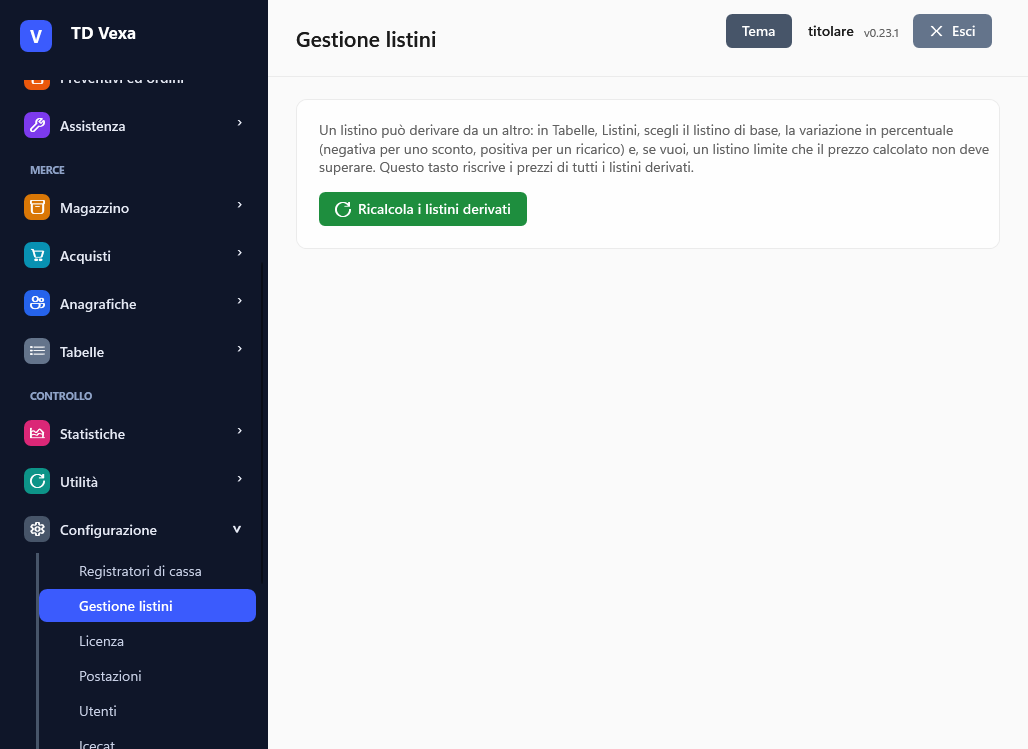 V
TD Vexa
Preventivi ed ordini
Assistenza
MERCE
Magazzino
Acquisti
Anagrafiche
Tabelle
CONTROLLO
Statistiche
Utilità
Configurazione
Registratori di cassa
Gestione listini
Licenza
Postazioni
Utenti
Icecat
Gestione listini
Tema
titolare v0.23.1
Esci
Un listino può derivare da un altro: in Tabelle, Listini, scegli il listino di base, la variazione in percentuale
(negativa per uno sconto, positiva per un ricarico) e, se vuoi, un listino limite che il prezzo calcolato non deve
superare. Questo tasto riscrive i prezzi di tutti i listini derivati.
Ricalcola i listini derivati